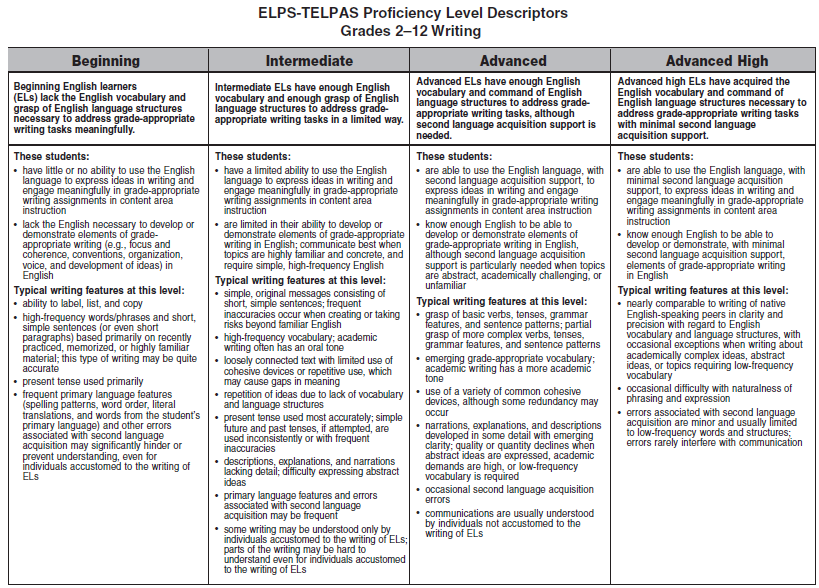 ELPS-TELPAS Proficiency Level Descriptors
Grades 2–12 Writing
Beginning
Intermediate
Advanced
Advanced High
Beginning English learners
(ELs) lack the English vocabulary and
grasp of English language structures
necessary to address grade-appropriate
writing tasks meaningfully.
Intermediate ELs have enough English
vocabulary and enough grasp of English
language structures to address grade-
appropriate writing tasks in a limited way.
Advanced ELs have enough English
vocabulary and command of English
language structures to address grade-
appropriate writing tasks, although
second language acquisition support is
needed.
Advanced high ELs have acquired the
English vocabulary and command of
English language structures necessary to
address grade-appropriate writing tasks
with minimal second language
acquisition support.
These students:
• have little or no ability to use the English
language to express ideas in writing and
engage meaningfully in grade-appropriate
writing assignments in content area
instruction
• lack the English necessary to develop or
demonstrate elements of grade-
appropriate writing (e.g., focus and
coherence, conventions, organization,
voice, and development of ideas) in
English
Typical writing features at this level:
• ability to label, list, and copy
• high-frequency words/phrases and short,
simple sentences (or even short
paragraphs) based primarily on recently
practiced, memorized, or highly familiar
material; this type of writing may be quite
accurate
• present tense used primarily
• frequent primary language features
(spelling patterns, word order, literal
translations, and words from the student's
primary language) and other errors
associated with second language
acquisition may significantly hinder or
prevent understanding, even for
individuals accustomed to the writing of
ELs
These students:
• have a limited ability to use the English
language to express ideas in writing and
engage meaningfully in grade-appropriate
writing assignments in content area
instruction
• are limited in their ability to develop or
demonstrate elements of grade-appropriate
writing in English; communicate best when
topics are highly familiar and concrete, and
require simple, high-frequency English
Typical writing features at this level:
• simple, original messages consisting of
short, simple sentences; frequent
inaccuracies occur when creating or taking
risks beyond familiar English
• high-frequency vocabulary; academic
writing often has an oral tone
• loosely connected text with limited use of
cohesive devices or repetitive use, which
may cause gaps in meaning
• repetition of ideas due to lack of vocabulary
and language structures
• present tense used most accurately; simple
future and past tenses, if attempted, are
used inconsistently or with frequent
inaccuracies
• descriptions, explanations, and narrations
lacking detail; difficulty expressing abstract
ideas
• primary language features and errors
associated with second language
acquisition may be frequent
• some writing may be understood only by
individuals accustomed to the writing of ELs;
parts of the writing may be hard to
understand even for individuals accustomed
to the writing of ELs
These students:
• are able to use the English language, with
second language acquisition support, to
express ideas in writing and engage
meaningfully in grade-appropriate writing
assignments in content area instruction
• know enough English to be able to
develop or demonstrate elements of
grade-appropriate writing in English,
although second language acquisition
support is particularly needed when topics
are abstract, academically challenging, or
unfamiliar
Typical writing features at this level:
• grasp of basic verbs, tenses, grammar
features, and sentence patterns; partial
grasp of more complex verbs, tenses,
grammar features, and sentence patterns
• emerging grade-appropriate vocabulary;
academic writing has a more academic
tone
• use of a variety of common cohesive
devices, although some redundancy may
occur
• narrations, explanations, and descriptions
developed in some detail with emerging
clarity; quality or quantity declines when
abstract ideas are expressed, academic
demands are high, or low-frequency
vocabulary is required
• occasional second language acquisition
errors
• communications are usually understood
by individuals not accustomed to the
writing of ELs
These students:
• are able to use the English language, with
minimal second language acquisition
support, to express ideas in writing and
engage meaningfully in grade-appropriate
writing assignments in content area
instruction
• know enough English to be able to
develop or demonstrate, with minimal
second language acquisition support,
elements of grade-appropriate writing
in English
Typical writing features at this level:
• nearly comparable to writing of native
English-speaking peers in clarity and
precision with regard to English
vocabulary and language structures, with
occasional exceptions when writing about
academically complex ideas, abstract
ideas, or topics requiring low-frequency
vocabulary
• occasional difficulty with naturalness of
phrasing and expression
• errors associated with second language
acquisition are minor and usually limited
to low-frequency words and structures;
errors rarely interfere with communication